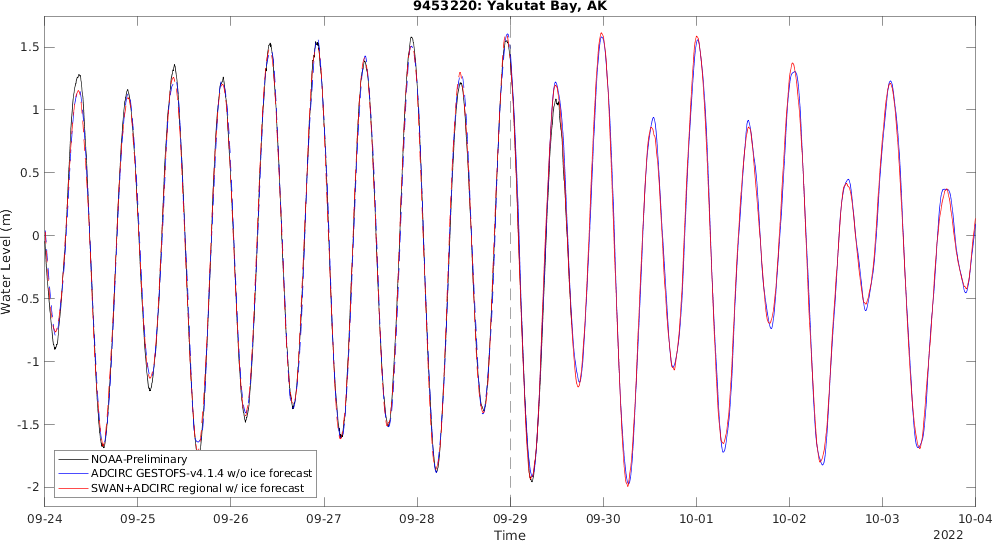 9453220: Yakutat Bay, AK
Water Level (m)
1.5
1
0.5
0
-0.5
-1
-1.5
-2
NOAA-Preliminary
ADCIRC GESTOFS-v4.1.4 w/o ice forecast
SWAN+ADCIRC regional w/ ice forecast
09-24 09-25 09-26 09-27 09-28 09-29 09-30 10-01 10-02 10-03 10-04
Time
2022